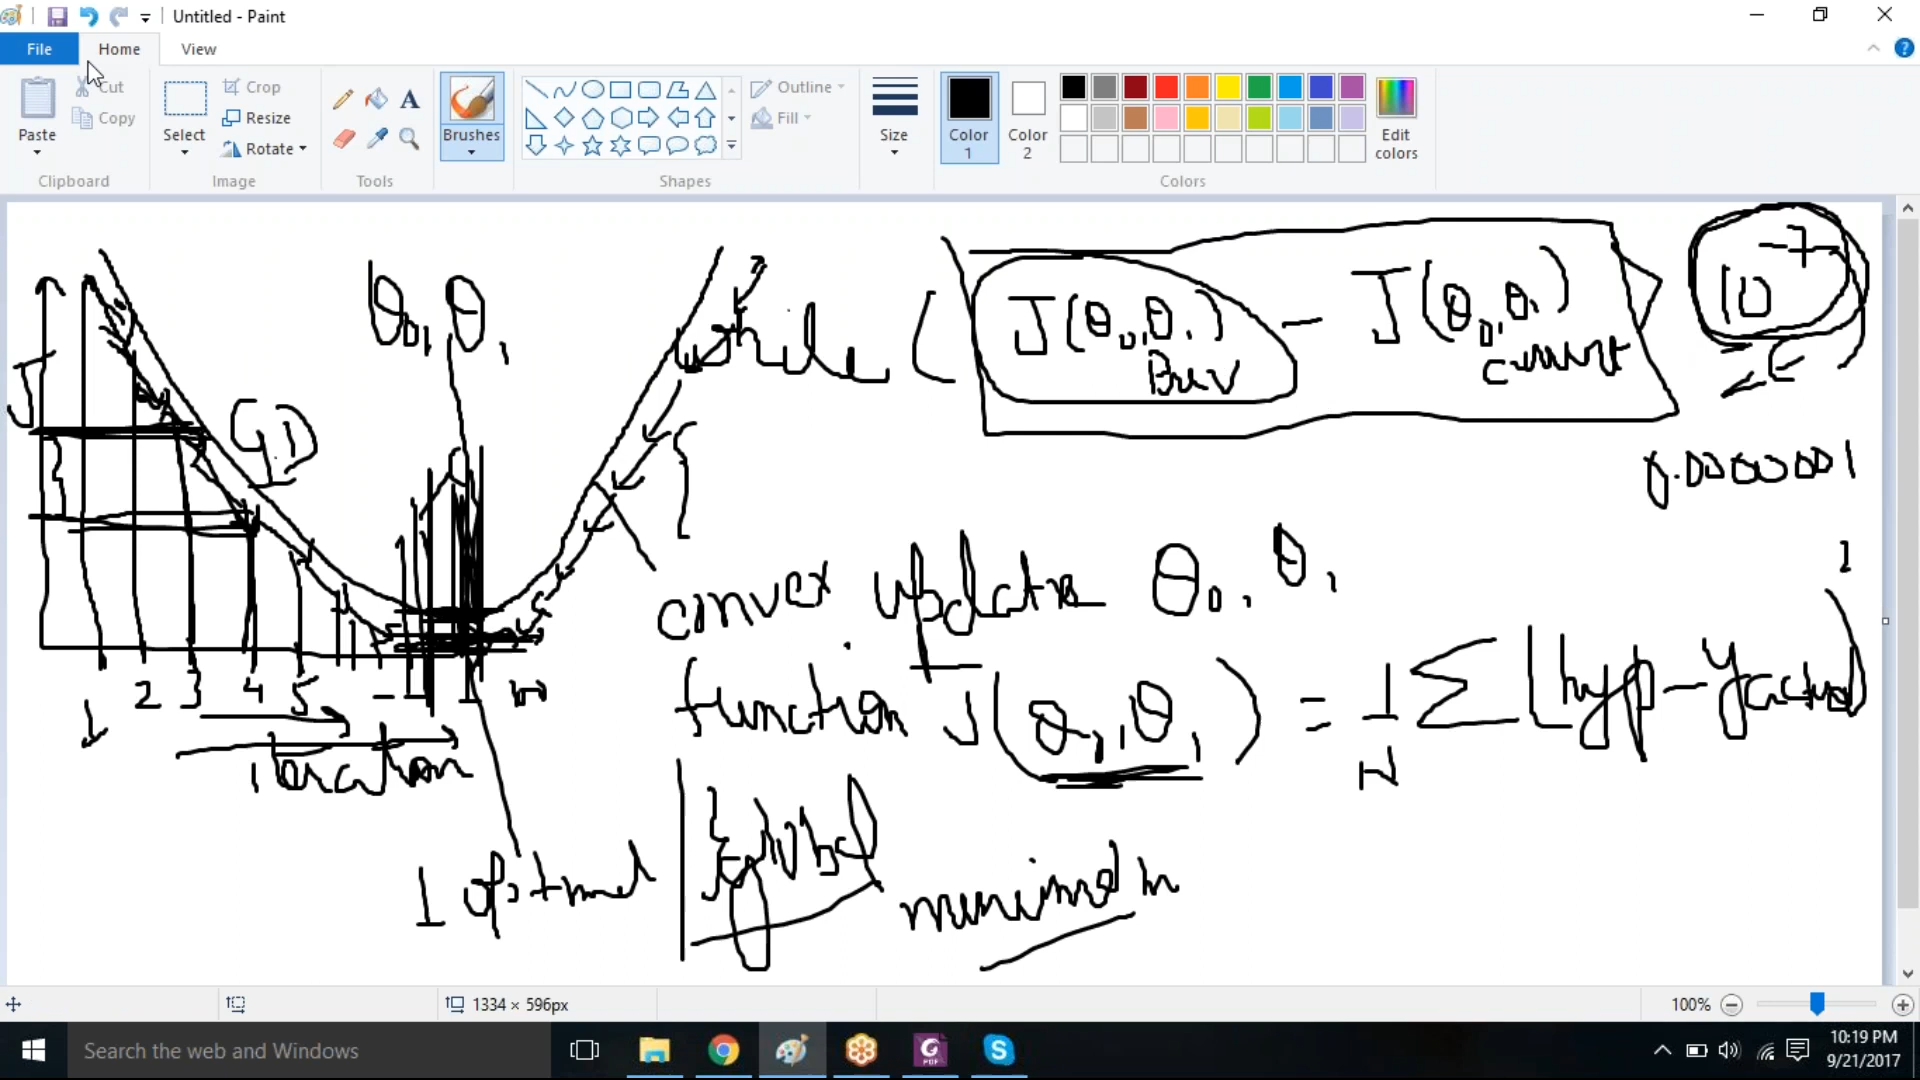 Untitled - Paint
File Home View
Paste Cut Copy Clipboard
Select Crop Resize Rotate Image
Tools
Brushes
Outline Fill Shapes
Size
Color 1 Color 2 Edit colors Colors
θ₀, θ₁
while ( | J(θ₀,θ₁) - J(θ₀,θ₁) 10⁻⁷
current
J
GD
0.0000001
convex update θ₀, θ₁
function J(θ₀,θ₁) = 1/N Σ (hyp - yactual)
1 2 3 4 5
iteration
1 optimal | global
1334 × 596px
100%
Search the web and Windows
10:19 PM
9/21/2017